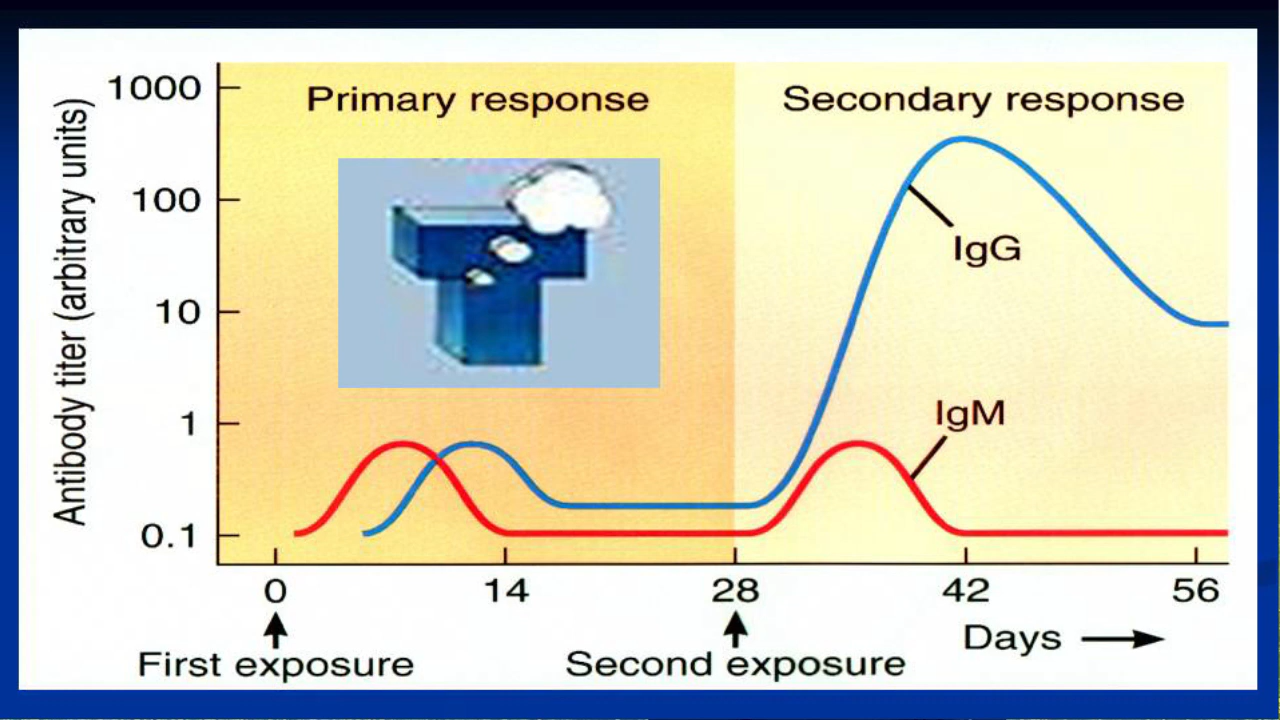 Antibody titer (arbitrary units)
1000
100
10
1
0.1
Primary response
Secondary response
IgG
IgM
0
14
28
42
56
Days
First exposure
Second exposure